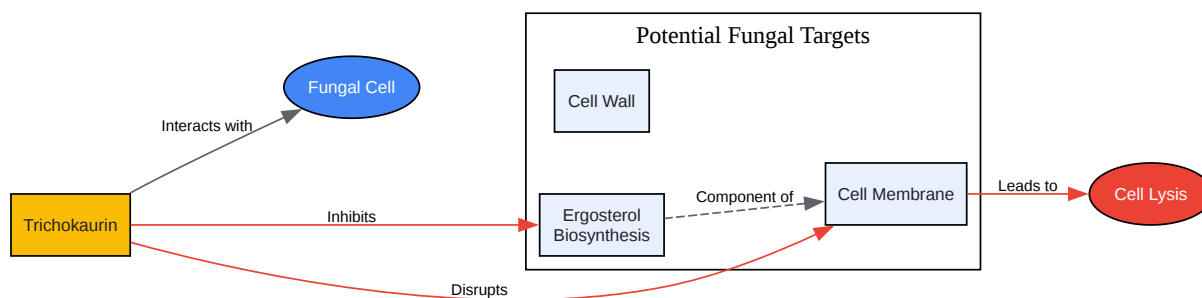 Potential Fungal Targets
Fungal Cell
Cell Wall
Interacts with
Trichokaurin
Inhibits
Ergosterol
Biosynthesis
Component of
Cell Membrane
Leads to
Cell Lysis
Disrupts